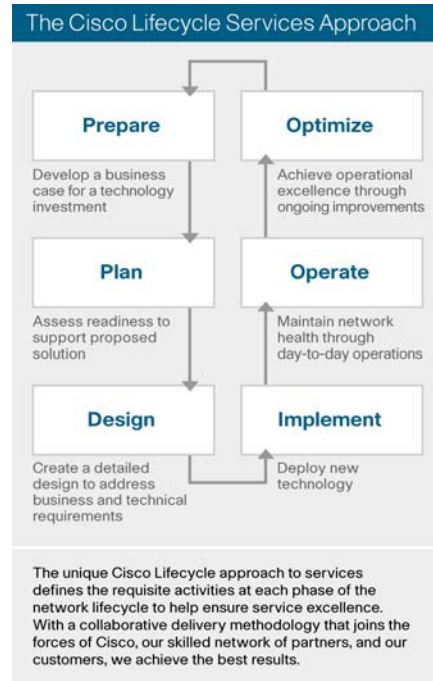 The Cisco Lifecycle Services Approach
Prepare
Develop a business
case for a technology
investment
Plan
Assess readiness to
support proposed
solution
Design
Create a detailed
design to address
business and technical
requirements
Implement
Deploy new
technology
Operate
Maintain network
health through
day-to-day operations
Optimize
Achieve operational
excellence through
ongoing improvements
The unique Cisco Lifecycle approach to services
defines the requisite activities at each phase of the
network lifecycle to help ensure service excellence.
With a collaborative delivery methodology that joins the
forces of Cisco, our skilled network of partners, and our
customers, we achieve the best results.